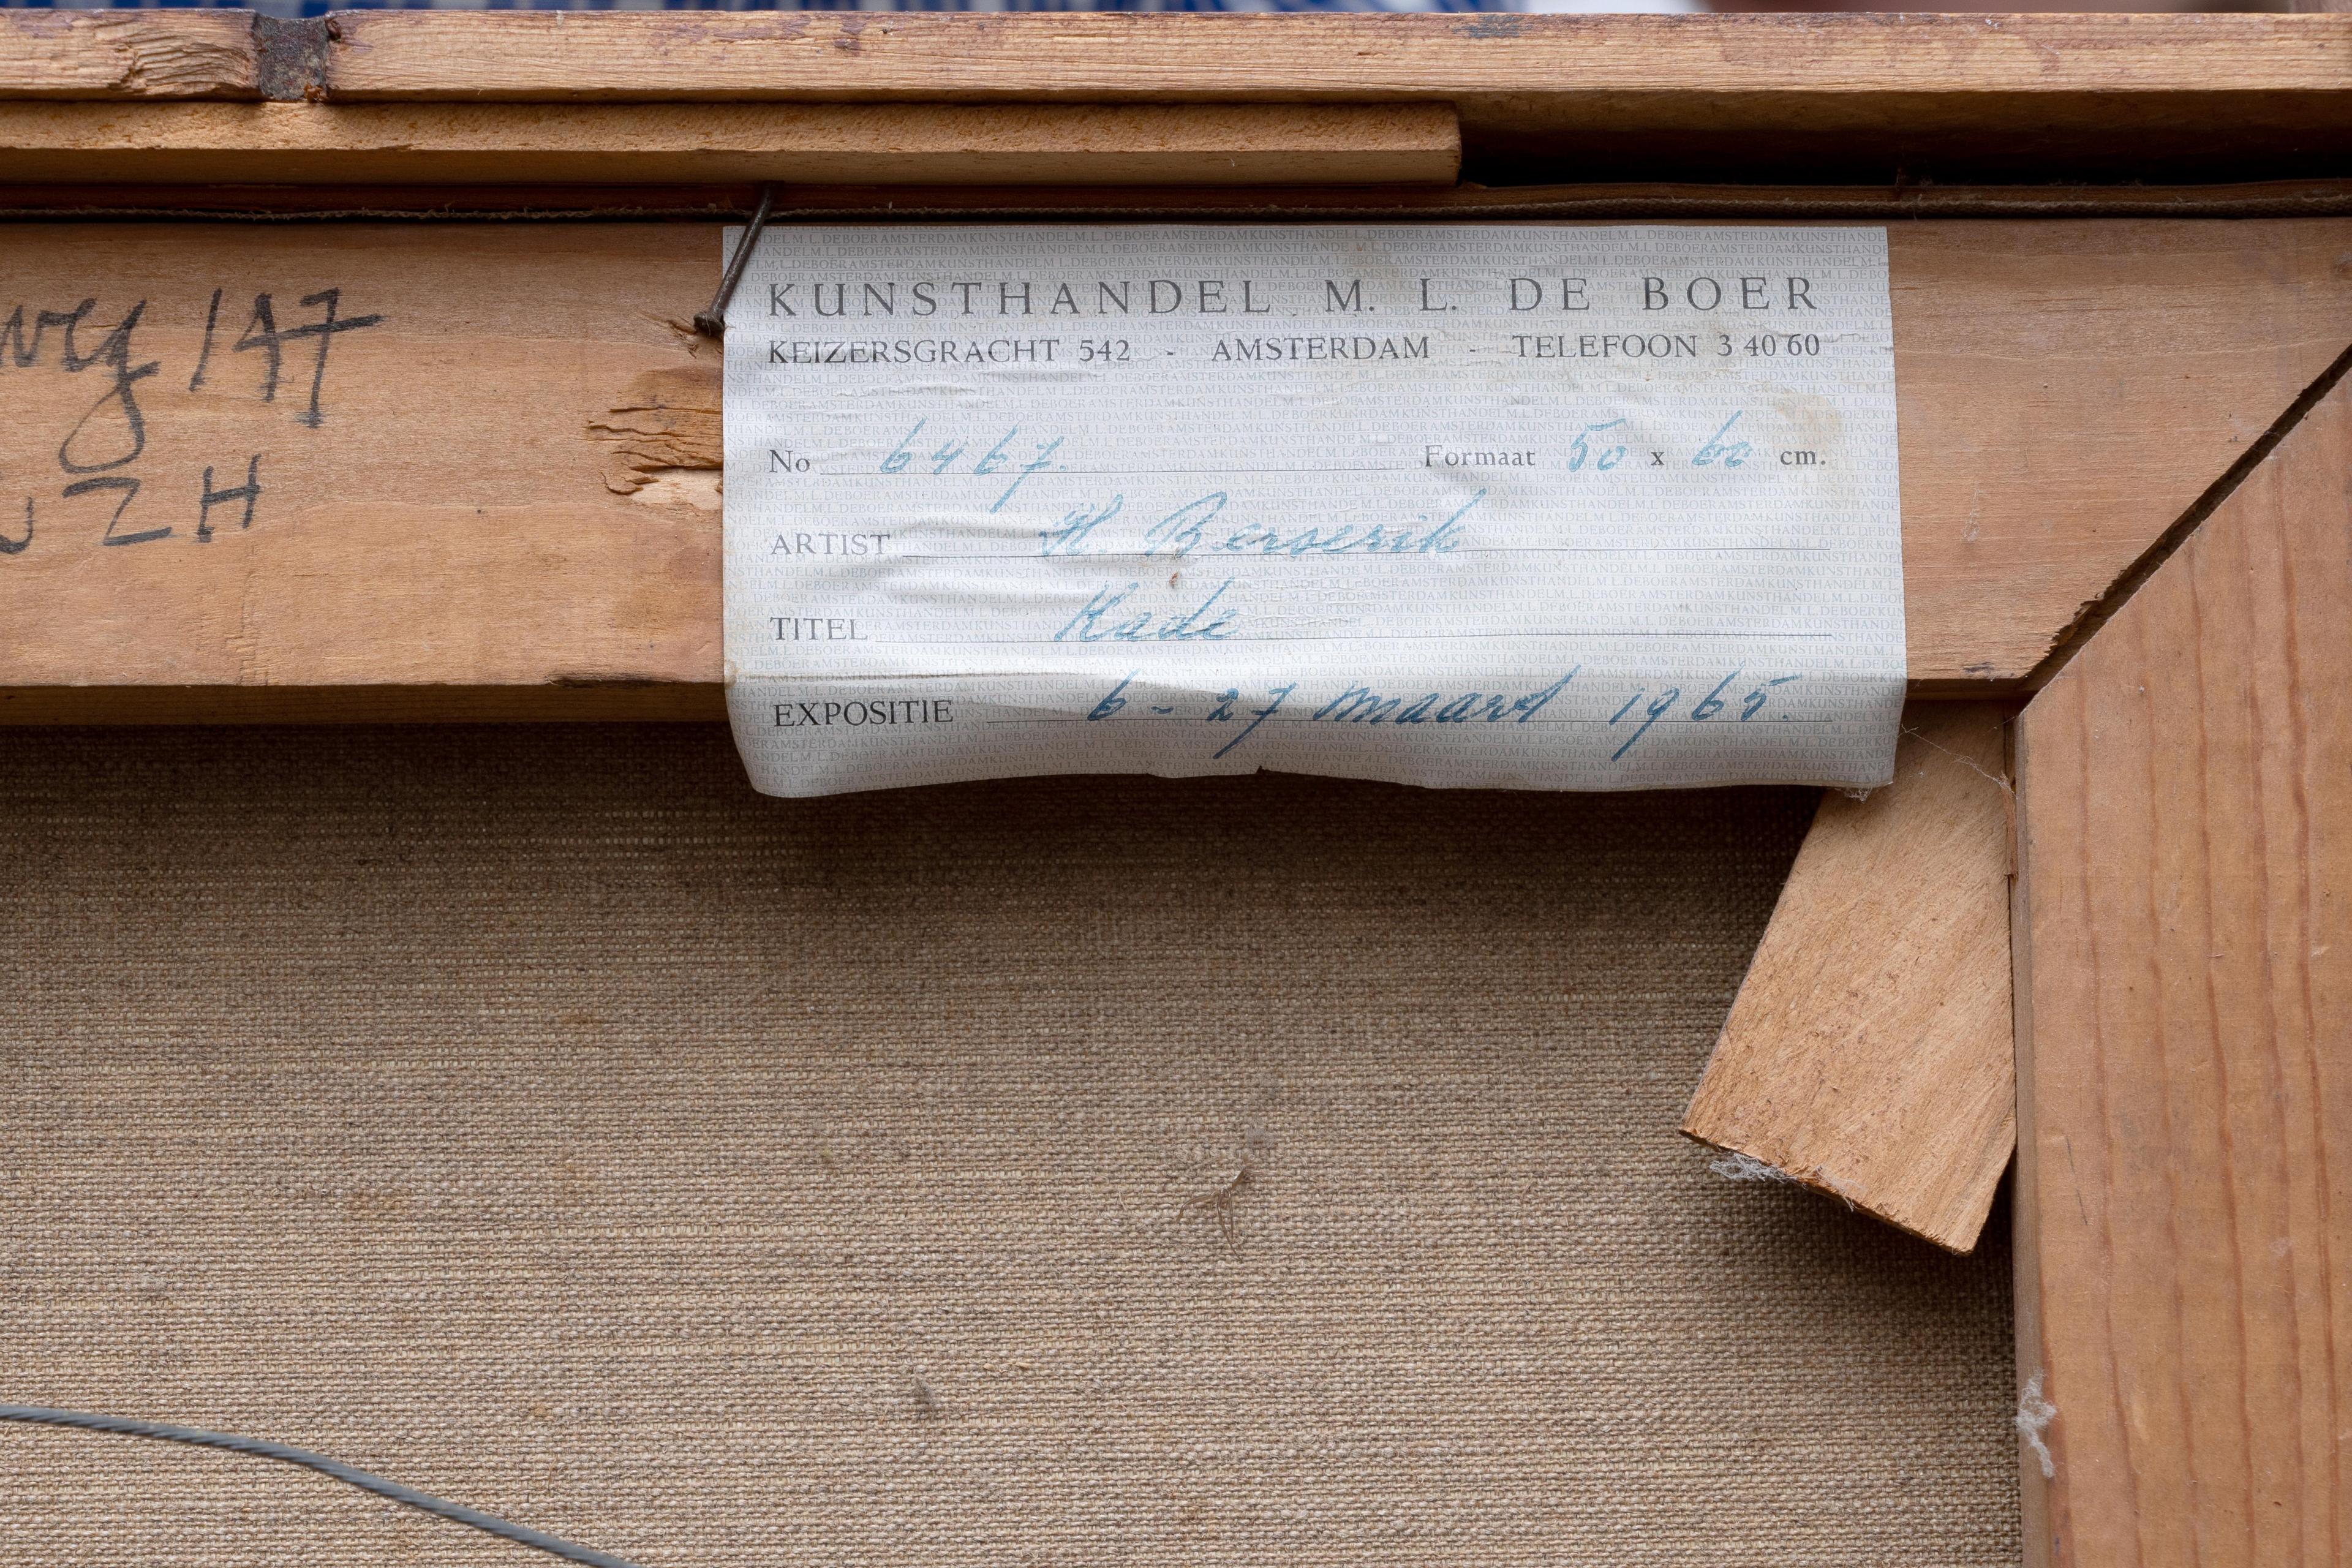 weg 147
ZH
KUNSTHANDEL M. L. DE BOER
KEIZERSGRACHT 542 - AMSTERDAM - TELEFOON 3 40 60
No 6467. Formaat 50 x 60 cm.
ARTIST H. Berserik
TITEL Kade
EXPOSITIE 6 - 27 maart 1965.